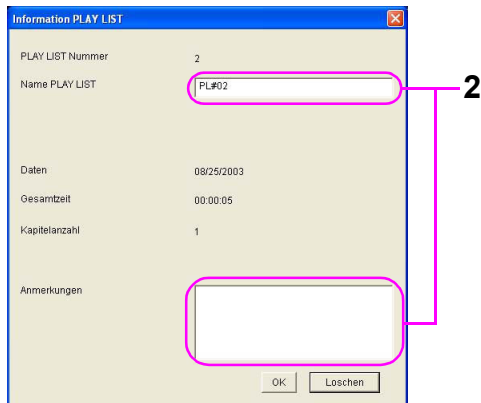 Information PLAY LIST
PLAY LIST Nummer 2
Name PLAY LIST PL#02
2
Daten 08/25/2003
Gesamtzeit 00:00:05
Kapitelanzahl 1
Anmerkungen
OK Loschen